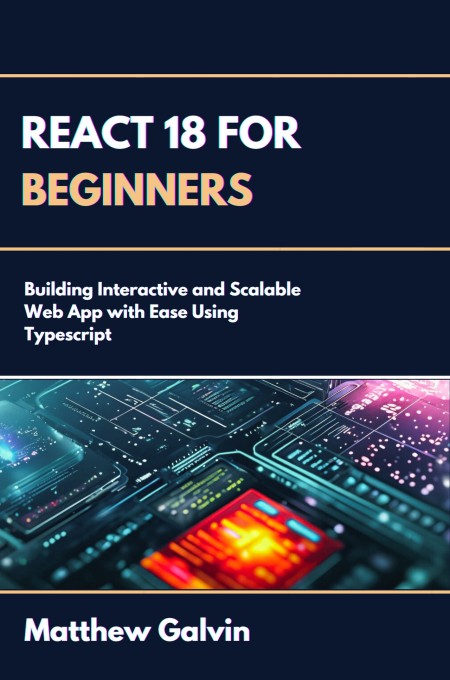 REACT 18 FOR
BEGINNERS
Building Interactive and Scalable
Web App with Ease Using
Typescript
Matthew Galvin